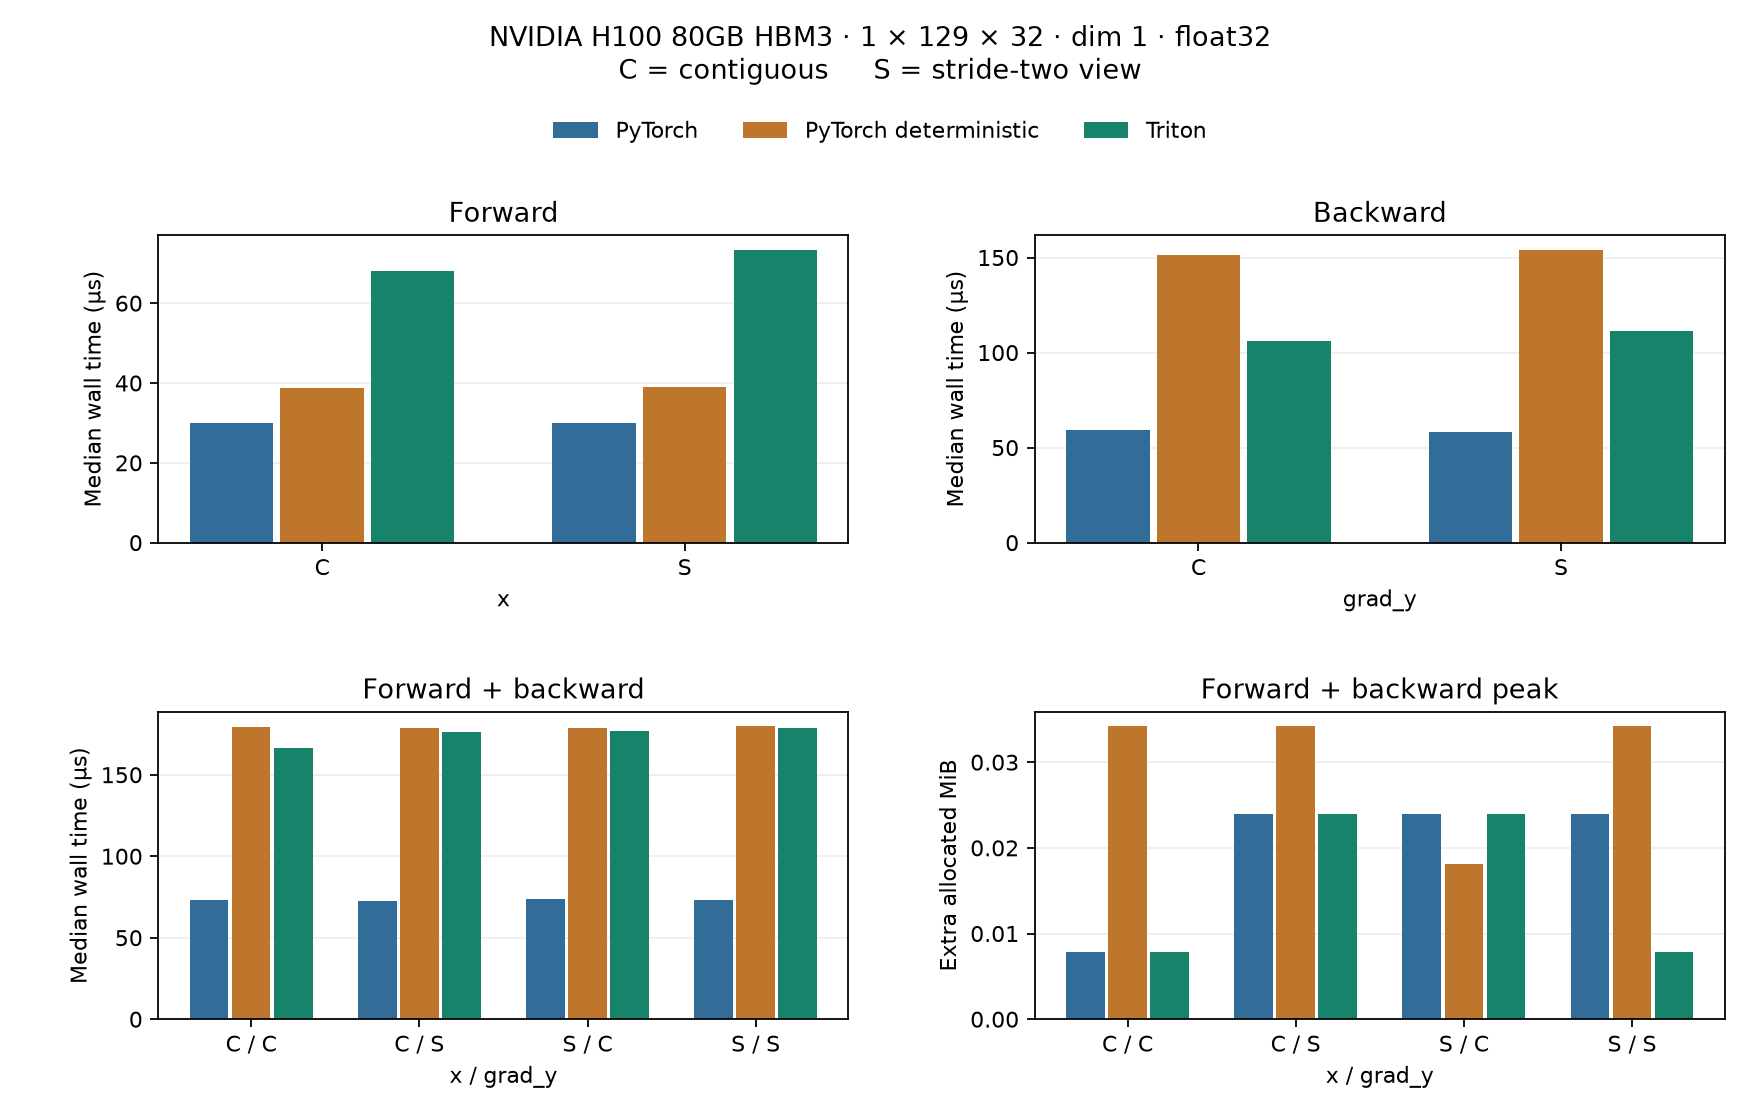 NVIDIA H100 80GB HBM3 · 1 × 129 × 32 · dim 1 · float32
C = contiguous     S = stride-two view
PyTorch
PyTorch deterministic
Triton
Forward
Median wall time (µs)
60
40
20
0
C
S
x
Backward
Median wall time (µs)
150
100
50
0
C
S
grad_y
Forward + backward
Median wall time (µs)
150
100
50
0
C / C
C / S
S / C
S / S
x / grad_y
Forward + backward peak
Extra allocated MiB
0.03
0.02
0.01
0.00
C / C
C / S
S / C
S / S
x / grad_y